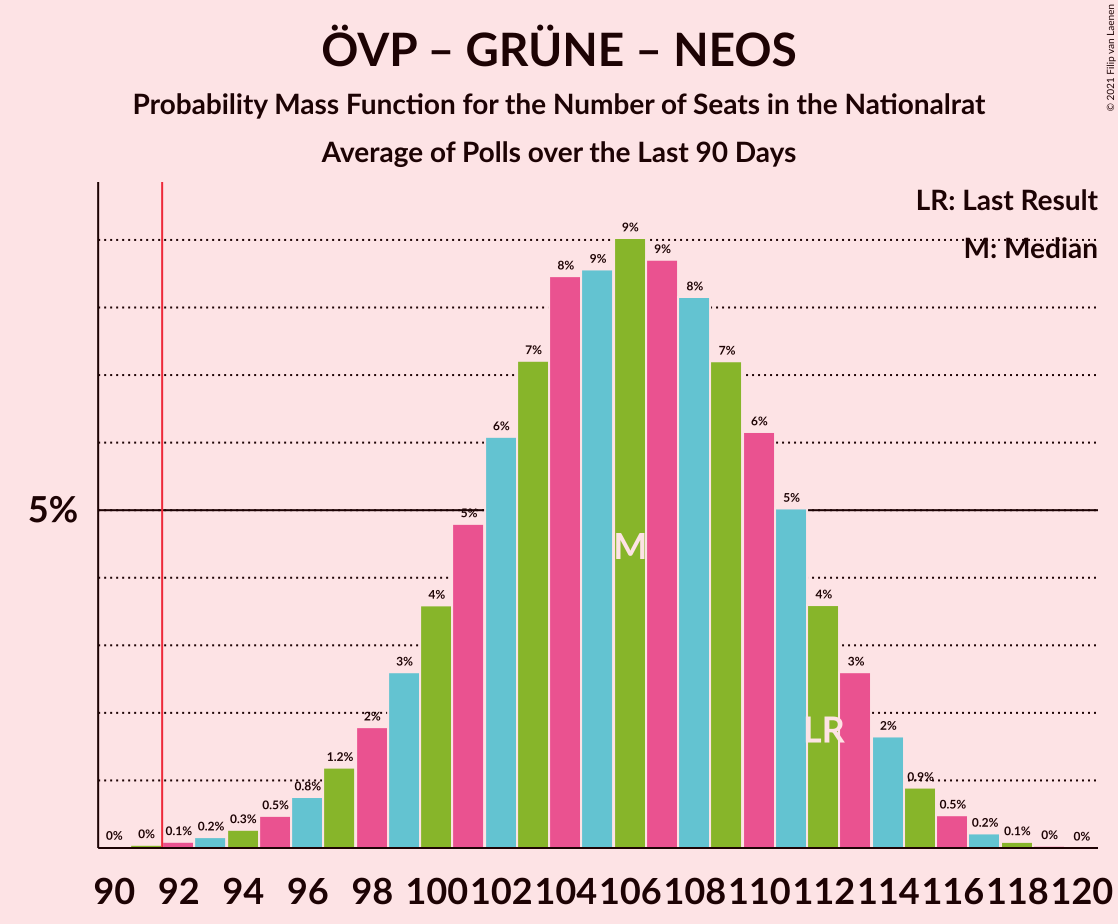 ÖVP – GRÜNE – NEOS
Probability Mass Function for the Number of Seats in the Nationalrat
Average of Polls over the Last 90 Days
© 2021 Filip van Laenen
LR: Last Result
M: Median
5%
0% 0% 0.1% 0.2% 0.3% 0.5% 0.8% 1.2% 2% 3% 4% 5% 6% 7% 8% 9% 9% 9% 8% 7% 6% 5% 4% 3% 2% 0.9% 0.5% 0.2% 0.1% 0% 0%
M
LR
90 92 94 96 98 100 102 104 106 108 110 112 114 116 118 120